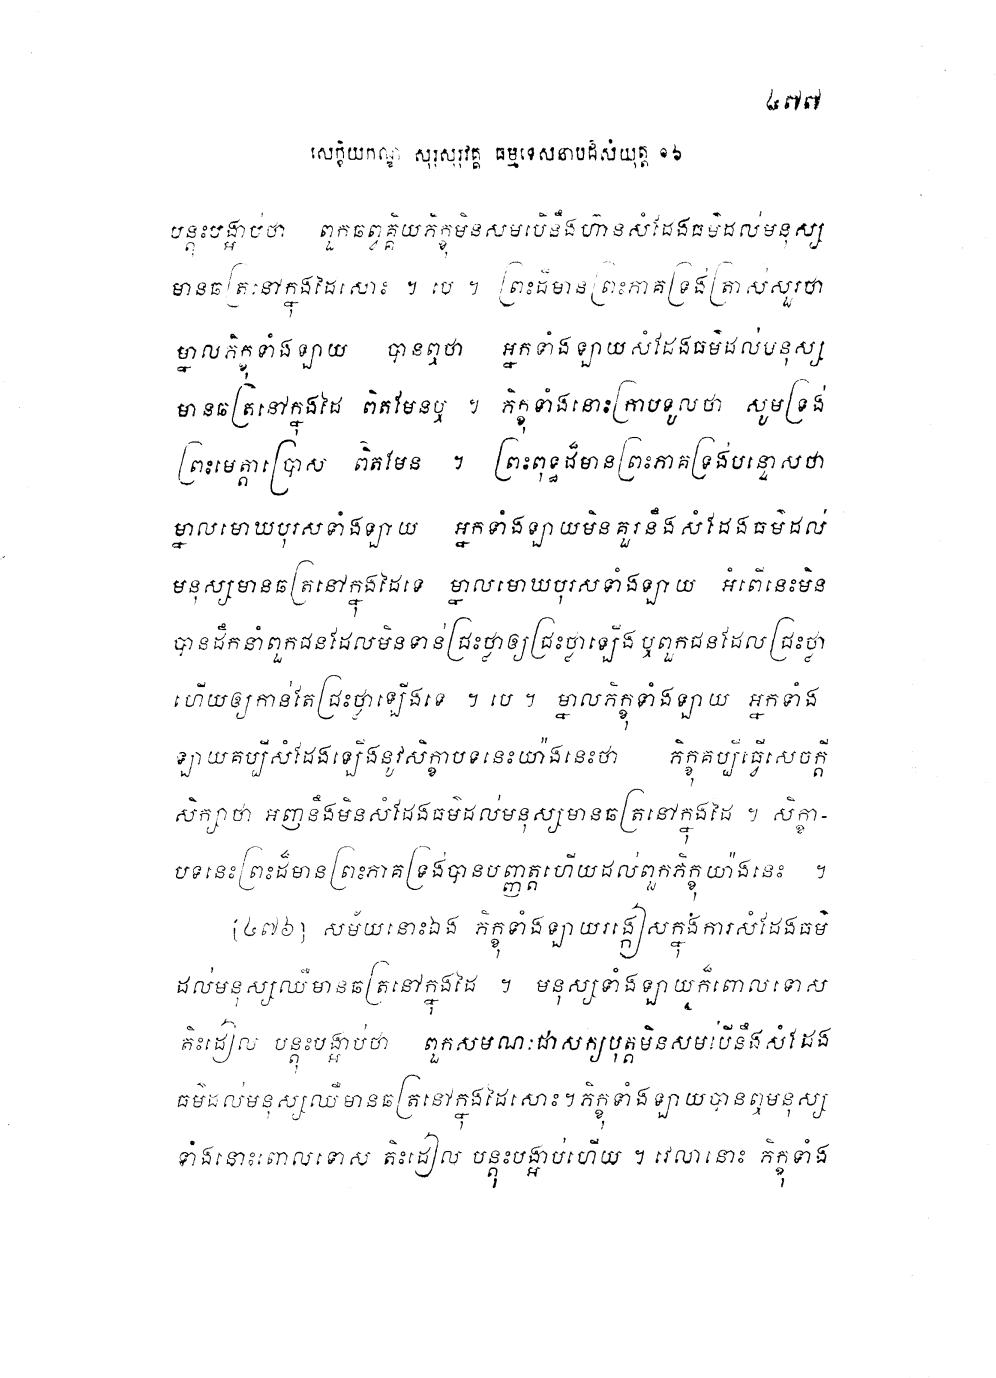 ៤៧៧
សេក្ខិយកណ្ឌ សុរុសុរុវគ្គ ធម្មទេសនាបដិសំយុត្ត ១៦
បន្តុះបង្អាប់ថា ពួកឆព្វគ្គិយភិក្ខុមិនសមបើនឹងហ៊ានសំដែងធម៌ដល់មនុស្ស
មានឆត្រនៅក្នុងដៃសោះ ។ បេ ។ ព្រះដ៏មានព្រះភាគទ្រង់ត្រាស់សួរថា
ម្នាលភិក្ខុទាំងឡាយ បានឮថា អ្នកទាំងឡាយសំដែងធម៌ដល់មនុស្ស
មានឆត្រនៅក្នុងដៃ ពិតមែនឬ ។ ភិក្ខុទាំងនោះក្រាបទូលថា សូមទ្រង់
ព្រះមេត្តាប្រោស ពិតមែន ។ ព្រះពុទ្ធដ៏មានព្រះភាគទ្រង់បន្ទោសថា
ម្នាលមោឃបុរសទាំងឡាយ អ្នកទាំងឡាយមិនគួរនឹងសំដែងធម៌ដល់
មនុស្សមានឆត្រនៅក្នុងដៃទេ ម្នាលមោឃបុរសទាំងឡាយ អំពើនេះមិន
បានដឹកនាំពួកជនដែលមិនទាន់ជ្រះថ្លាឲ្យជ្រះថ្លាឡើង ឬពួកជនដែលជ្រះថ្លា
ហើយឲ្យកាន់តែជ្រះថ្លាឡើងទេ ។ បេ ។ ម្នាលភិក្ខុទាំងឡាយ អ្នកទាំង
ឡាយគប្បីសំដែងឡើងនូវសិក្ខាបទនេះយ៉ាងនេះថា ភិក្ខុគប្បីធ្វើសេចក្តី
សិក្សាថា អញនឹងមិនសំដែងធម៌ដល់មនុស្សមានឆត្រនៅក្នុងដៃ ។ សិក្ខា-
បទនេះព្រះដ៏មានព្រះភាគទ្រង់បានបញ្ញត្តហើយដល់ពួកភិក្ខុយ៉ាងនេះ ។
(៤៧៦) សម័យនោះឯង ភិក្ខុទាំងឡាយរង្កៀសក្នុងការសំដែងធម៌
ដល់មនុស្សឈឺមានឆត្រនៅក្នុងដៃ ។ មនុស្សទាំងឡាយក៏ពោលទោស
តិះដៀល បន្តុះបង្អាប់ថា ពួកសមណៈជាសក្យបុត្តមិនសមបើនឹងសំដែង
ធម៌ដល់មនុស្សឈឺមានឆត្រនៅក្នុងដៃសោះ ។ ភិក្ខុទាំងឡាយបានឮមនុស្ស
ទាំងនោះពោលទោស តិះដៀល បន្តុះបង្អាប់ហើយ ។ វេលានោះ ភិក្ខុទាំង